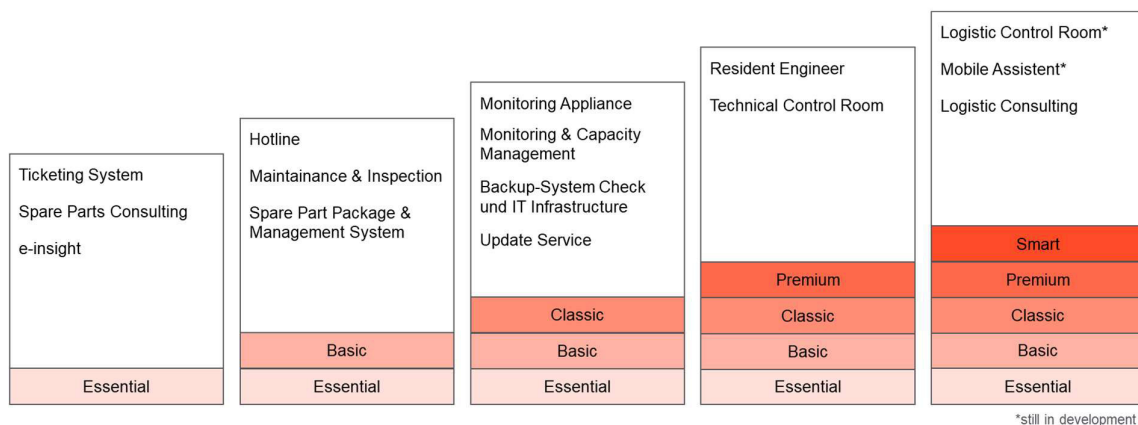 Ticketing System
Spare Parts Consulting
e-insight
Essential
Hotline
Maintainance & Inspection
Spare Part Package &
Management System
Basic
Essential
Monitoring Appliance
Monitoring & Capacity
Management
Backup-System Check
und IT Infrastructure
Update Service
Classic
Basic
Essential
Resident Engineer
Technical Control Room
Premium
Classic
Basic
Essential
Logistic Control Room*
Mobile Assistent*
Logistic Consulting
Smart
Premium
Classic
Basic
Essential
*still in development